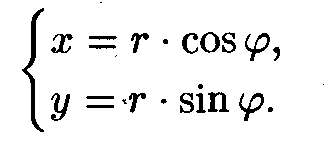 x = r · cos φ,
y = r · sin φ.